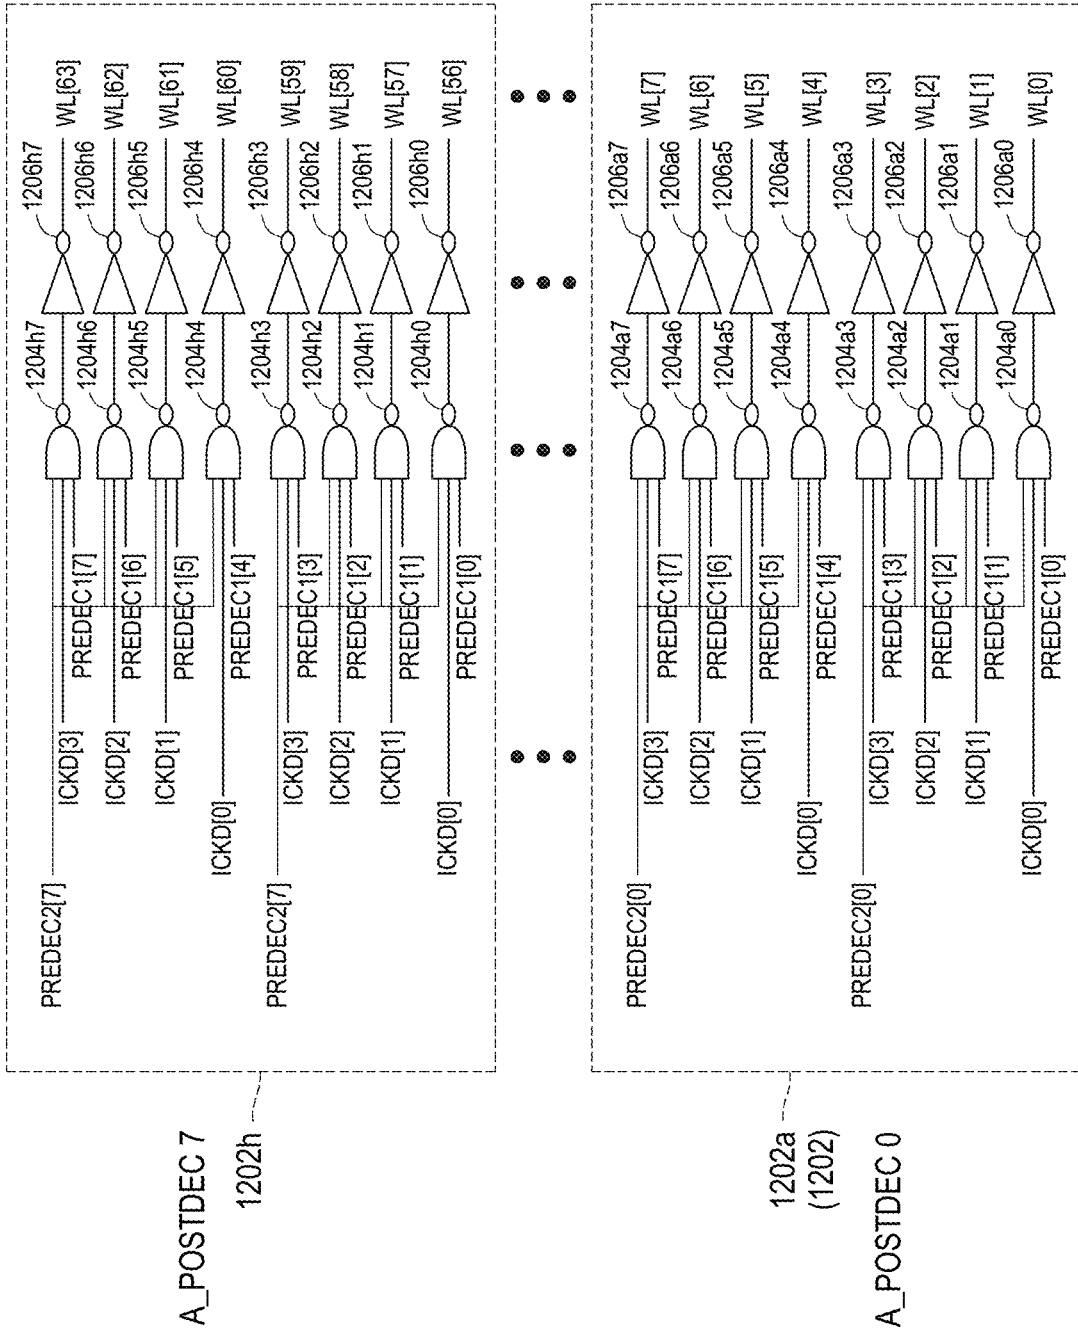 A_POSTDEC 7
1202h
PREDEC2[7]
ICKD[3]
PREDEC1[7]
1204h7
1206h7
WL[63]
ICKD[2]
PREDEC1[6]
1204h6
1206h6
WL[62]
ICKD[1]
PREDEC1[5]
1204h5
1206h5
WL[61]
ICKD[0]
PREDEC1[4]
1204h4
1206h4
WL[60]
PREDEC2[7]
ICKD[3]
PREDEC1[3]
1204h3
1206h3
WL[59]
ICKD[2]
PREDEC1[2]
1204h2
1206h2
WL[58]
ICKD[1]
PREDEC1[1]
1204h1
1206h1
WL[57]
ICKD[0]
PREDEC1[0]
1204h0
1206h0
WL[56]
1202a
(1202)
A_POSTDEC 0
PREDEC2[0]
ICKD[3]
PREDEC1[7]
1204a7
1206a7
WL[7]
ICKD[2]
PREDEC1[6]
1204a6
1206a6
WL[6]
ICKD[1]
PREDEC1[5]
1204a5
1206a5
WL[5]
ICKD[0]
PREDEC1[4]
1204a4
1206a4
WL[4]
PREDEC2[0]
ICKD[3]
PREDEC1[3]
1204a3
1206a3
WL[3]
ICKD[2]
PREDEC1[2]
1204a2
1206a2
WL[2]
ICKD[1]
PREDEC1[1]
1204a1
1206a1
WL[1]
ICKD[0]
PREDEC1[0]
1204a0
1206a0
WL[0]